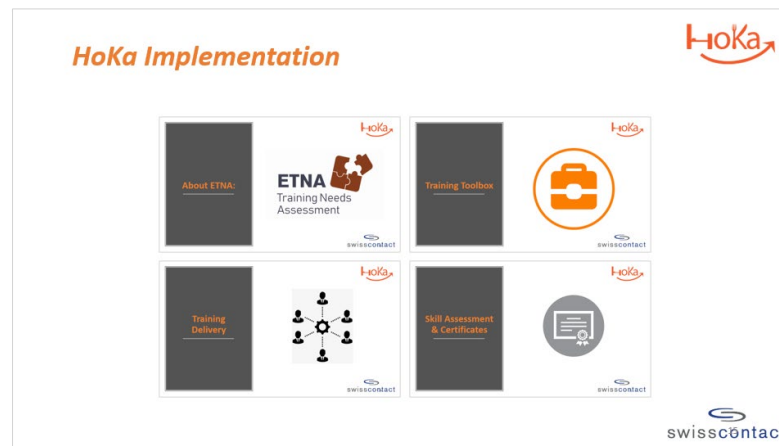 HoKa Implementation
HoKa
About ETNA:
HoKa
ETNA
Training Needs
Assessment
swisscontact
Training Toolbox
HoKa
swisscontact
Training
Delivery
HoKa
swisscontact
Skill Assessment
& Certificates
HoKa
swisscontact
swisscontac